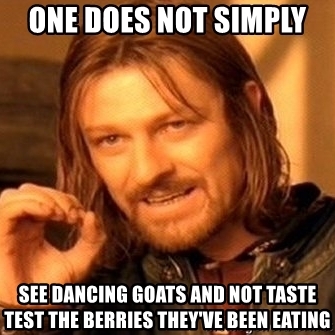 ONE DOES NOT SIMPLY
SEE DANCING GOATS AND NOT TASTE
TEST THE BERRIES THEY'VE BEEN EATING